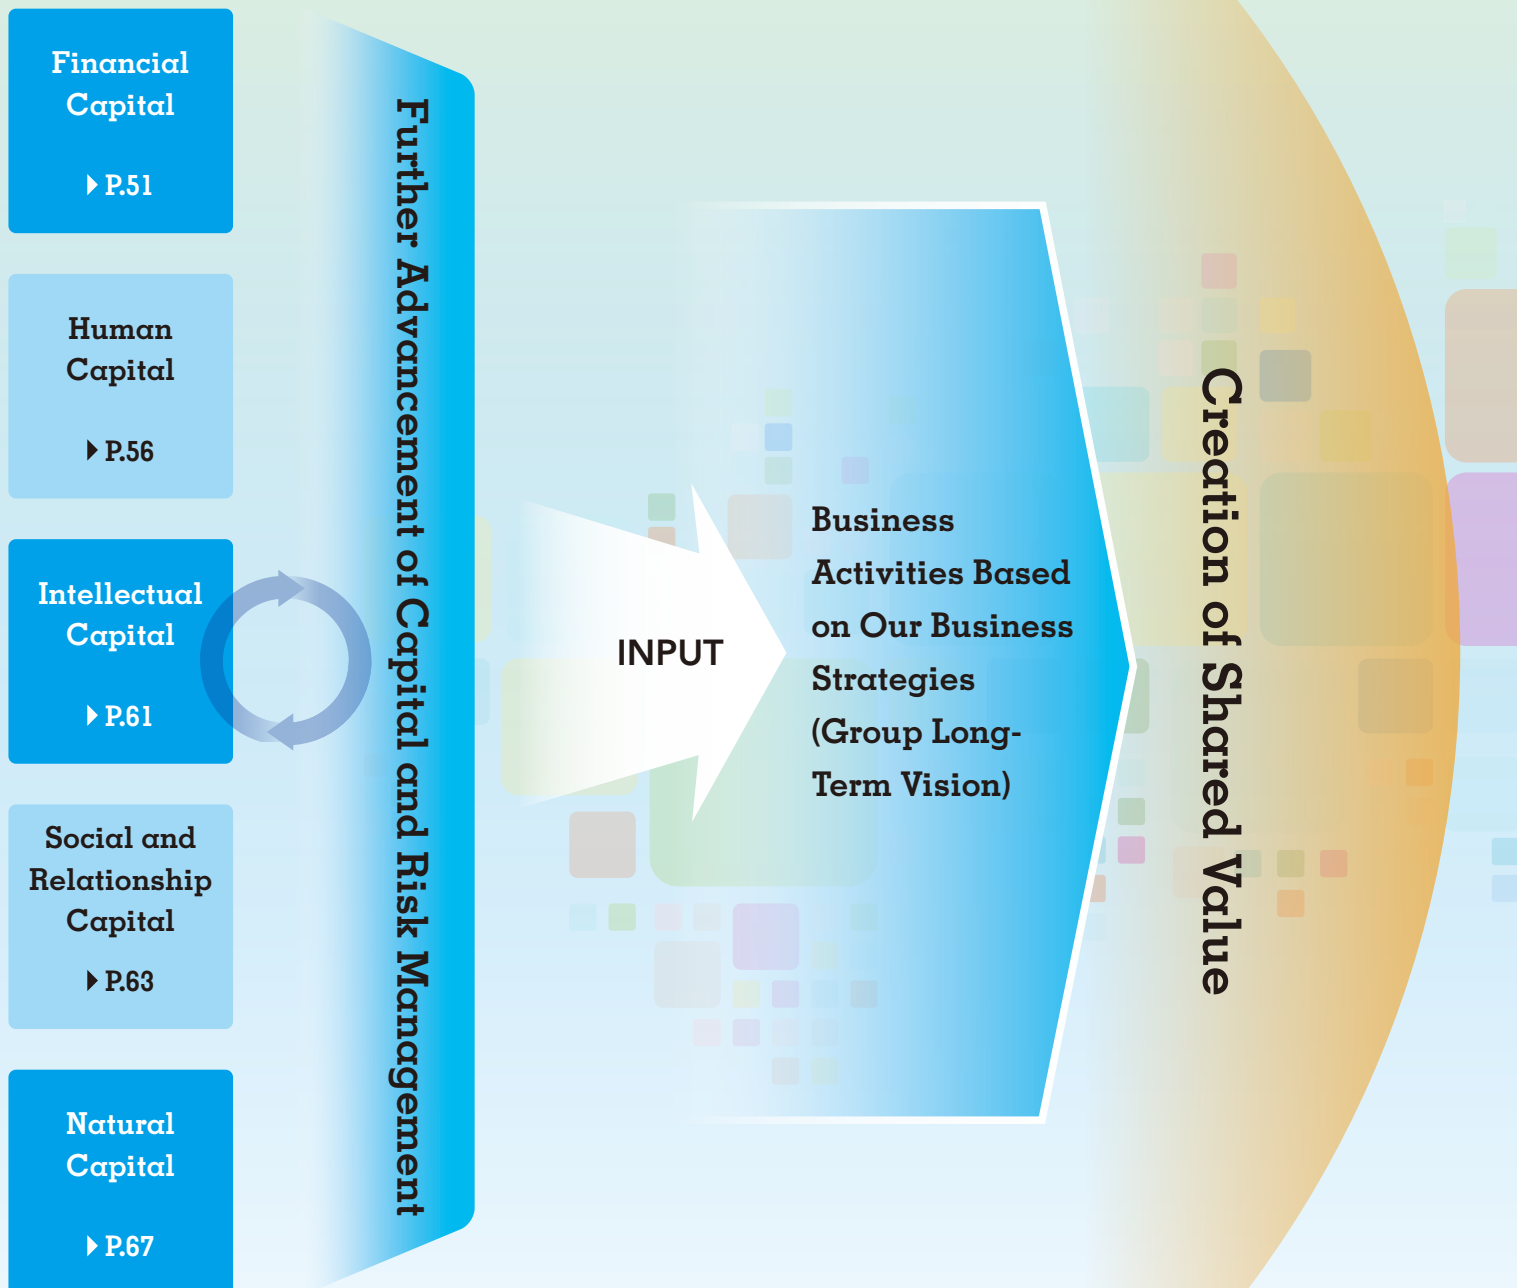 Financial
Capital
P.51
Human
Capital
P.56
Intellectual
Capital
P.61
Social and
Relationship
Capital
P.63
Natural
Capital
P.67
Further Advancement of Capital and Risk Management
INPUT
Business
Activities Based
on Our Business
Strategies
(Group Long-
Term Vision)
Creation of Shared Value